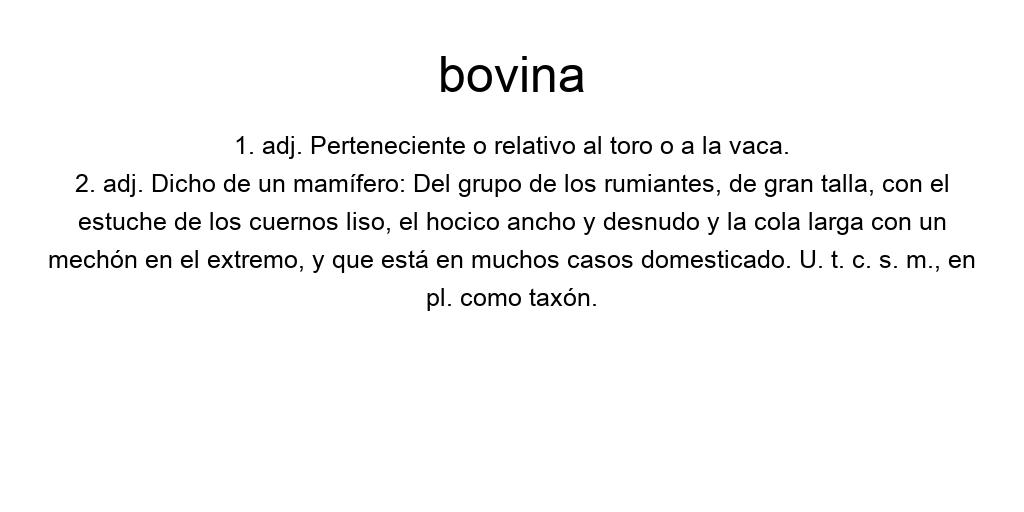 bovina
1. adj. Perteneciente o relativo al toro o a la vaca.
2. adj. Dicho de un mamífero: Del grupo de los rumiantes, de gran talla, con el
estuche de los cuernos liso, el hocico ancho y desnudo y la cola larga con un
mechón en el extremo, y que está en muchos casos domesticado. U. t. c. s. m., en
pl. como taxón.